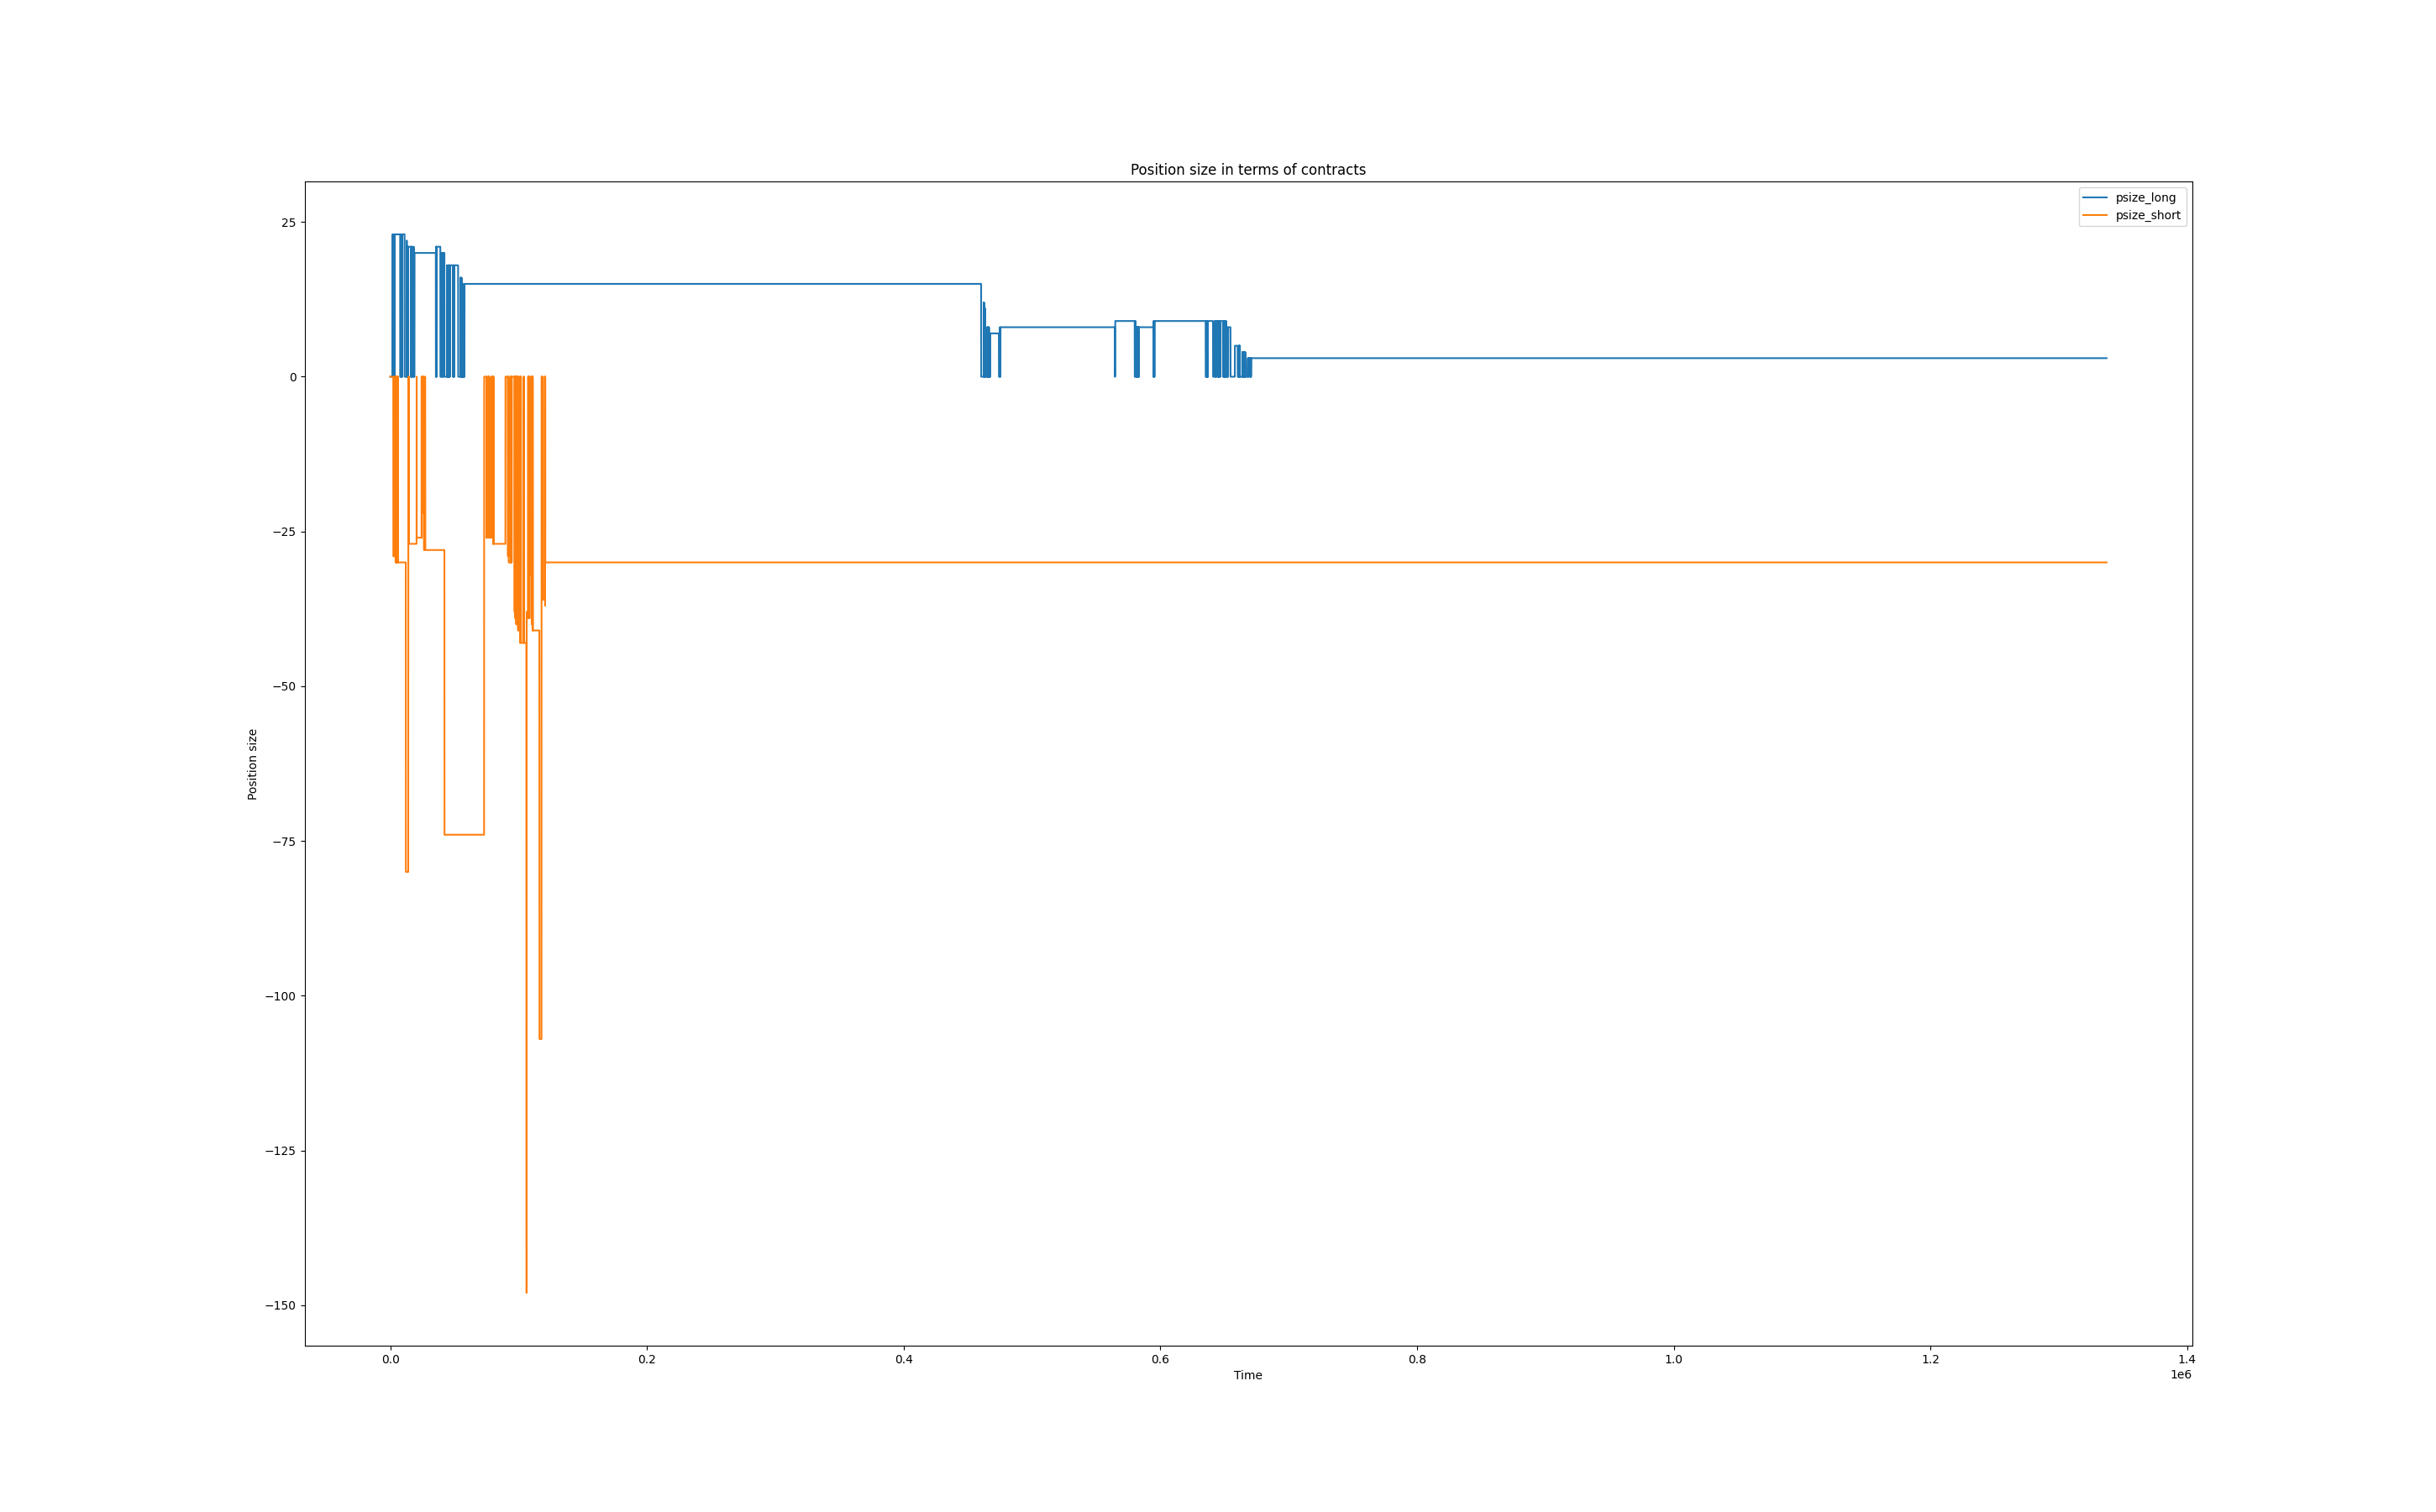 Position size in terms of contracts
psize_long
psize_short
25
0
−25
−50
−75
−100
−125
−150
Position size
0.0
0.2
0.4
0.6
0.8
1.0
1.2
1.4
Time
1e6